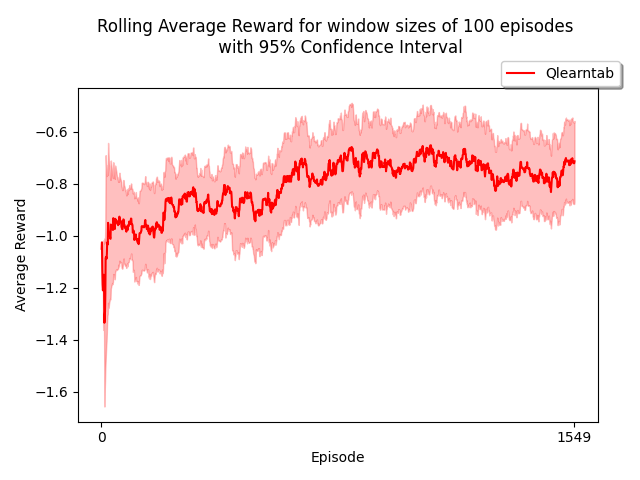 Rolling Average Reward for window sizes of 100 episodes
with 95% Confidence Interval
Qlearntab
−0.6
−0.8
−1.0
−1.2
−1.4
−1.6
Average Reward
0
1549
Episode